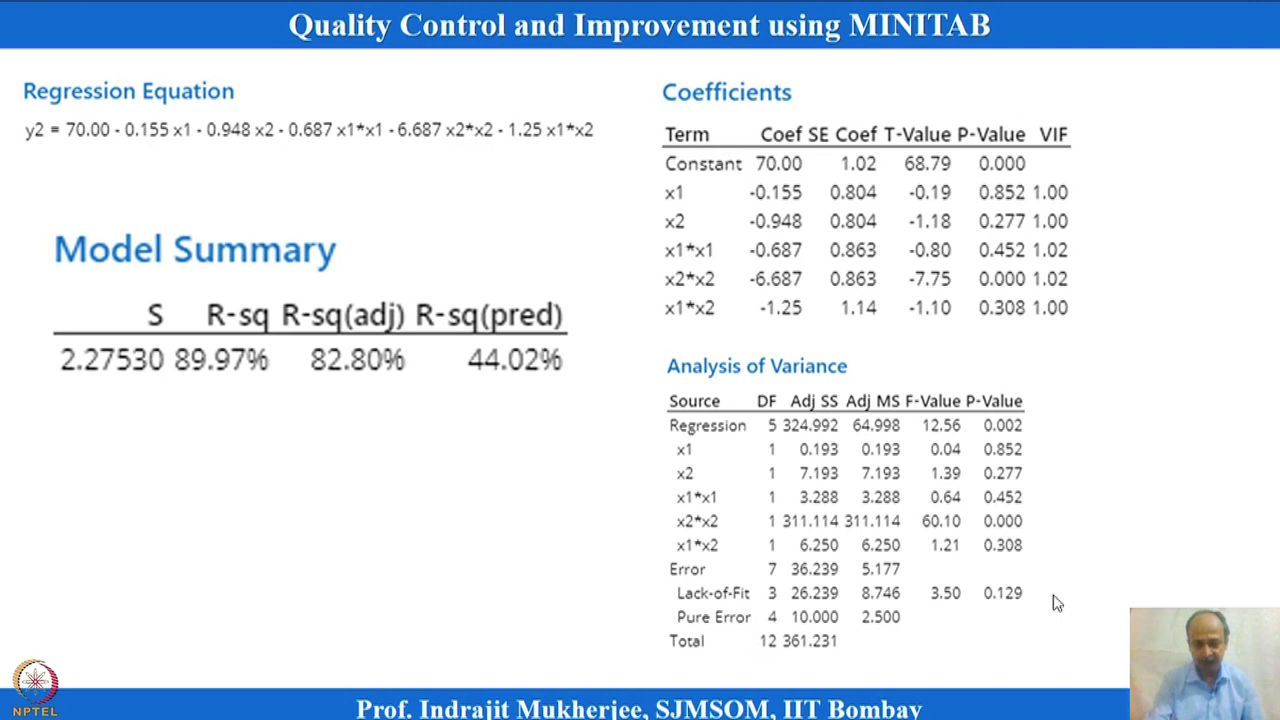 Quality Control and Improvement using MINITAB
Regression Equation
y2 = 70.00 - 0.155 x1 - 0.948 x2 - 0.687 x1*x1 - 6.687 x2*x2 - 1.25 x1*x2
Model Summary
S R-sq R-sq(adj) R-sq(pred)
2.27530 89.97% 82.80% 44.02%
Coefficients
Term Coef SE Coef T-Value P-Value VIF
Constant 70.00 1.02 68.79 0.000
x1 -0.155 0.804 -0.19 0.852 1.00
x2 -0.948 0.804 -1.18 0.277 1.00
x1*x1 -0.687 0.863 -0.80 0.452 1.02
x2*x2 -6.687 0.863 -7.75 0.000 1.02
x1*x2 -1.25 1.14 -1.10 0.308 1.00
Analysis of Variance
Source DF Adj SS Adj MS F-Value P-Value
Regression 5 324.992 64.998 12.56 0.002
x1 1 0.193 0.193 0.04 0.852
x2 1 7.193 7.193 1.39 0.277
x1*x1 1 3.288 3.288 0.64 0.452
x2*x2 1 311.114 311.114 60.10 0.000
x1*x2 1 6.250 6.250 1.21 0.308
Error 7 36.239 5.177
Lack-of-Fit 3 26.239 8.746 3.50 0.129
Pure Error 4 10.000 2.500
Total 12 361.231
NPTEL
Prof. Indrajit Mukherjee, SJMSOM, IIT Bombay